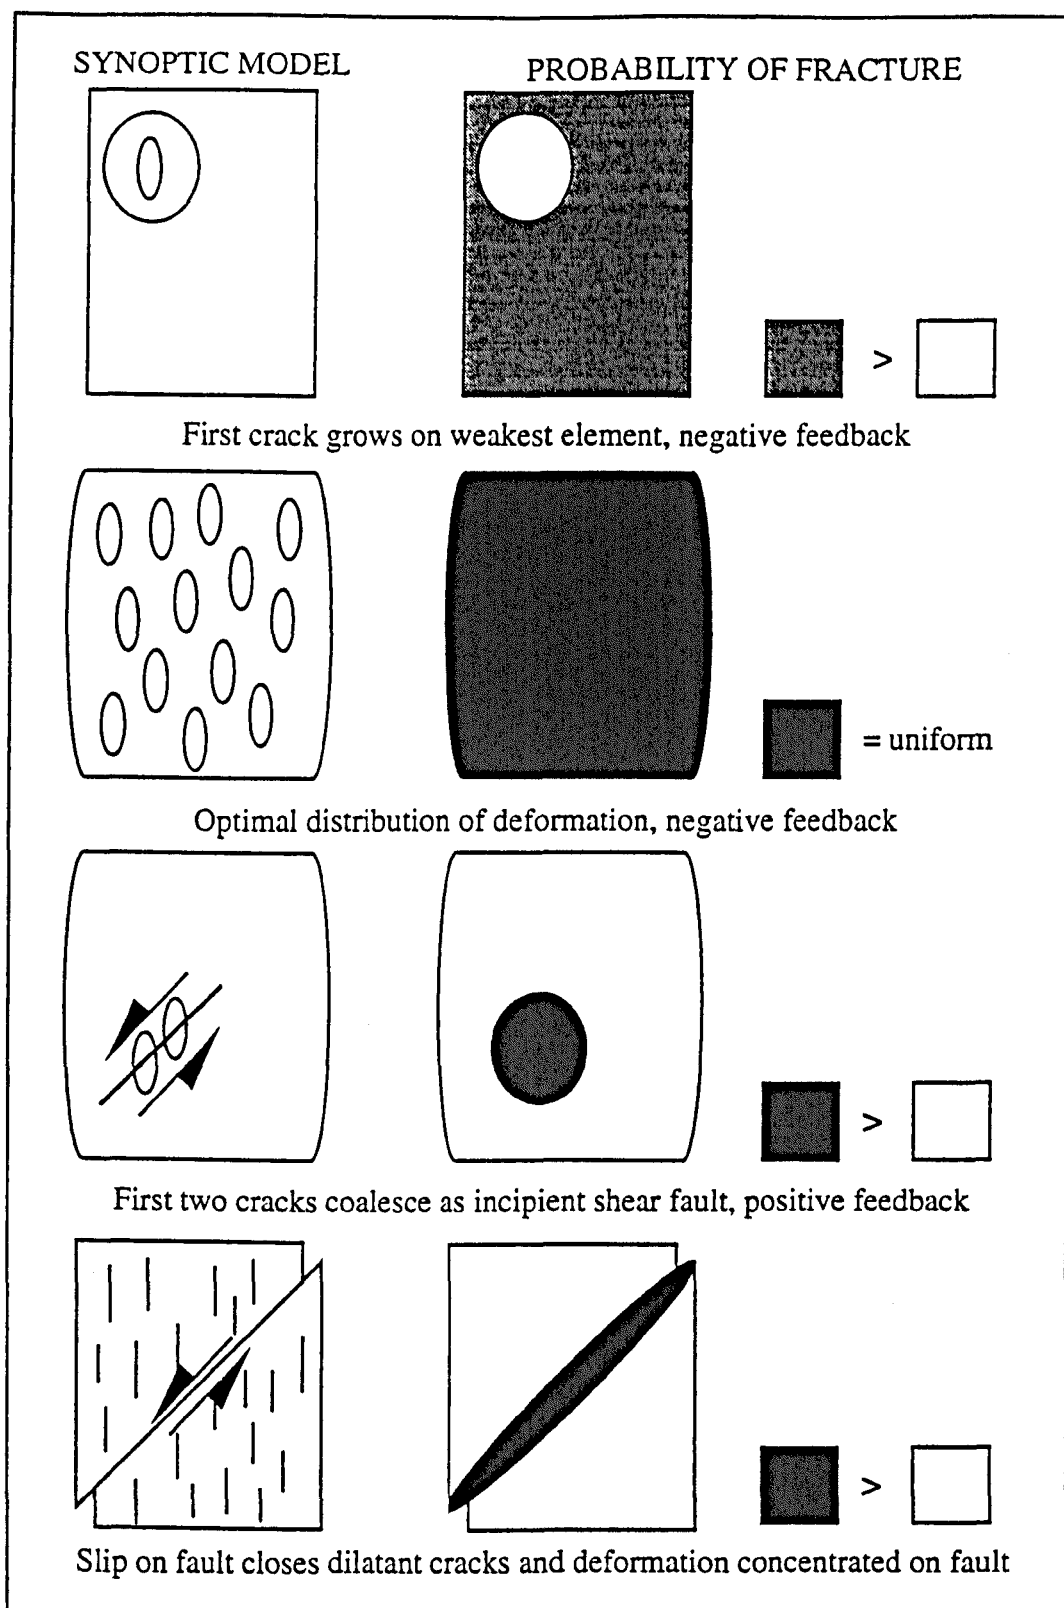 SYNOPTIC MODEL
PROBABILITY OF FRACTURE
>
First crack grows on weakest element, negative feedback
= uniform
Optimal distribution of deformation, negative feedback
>
First two cracks coalesce as incipient shear fault, positive feedback
>
Slip on fault closes dilatant cracks and deformation concentrated on fault